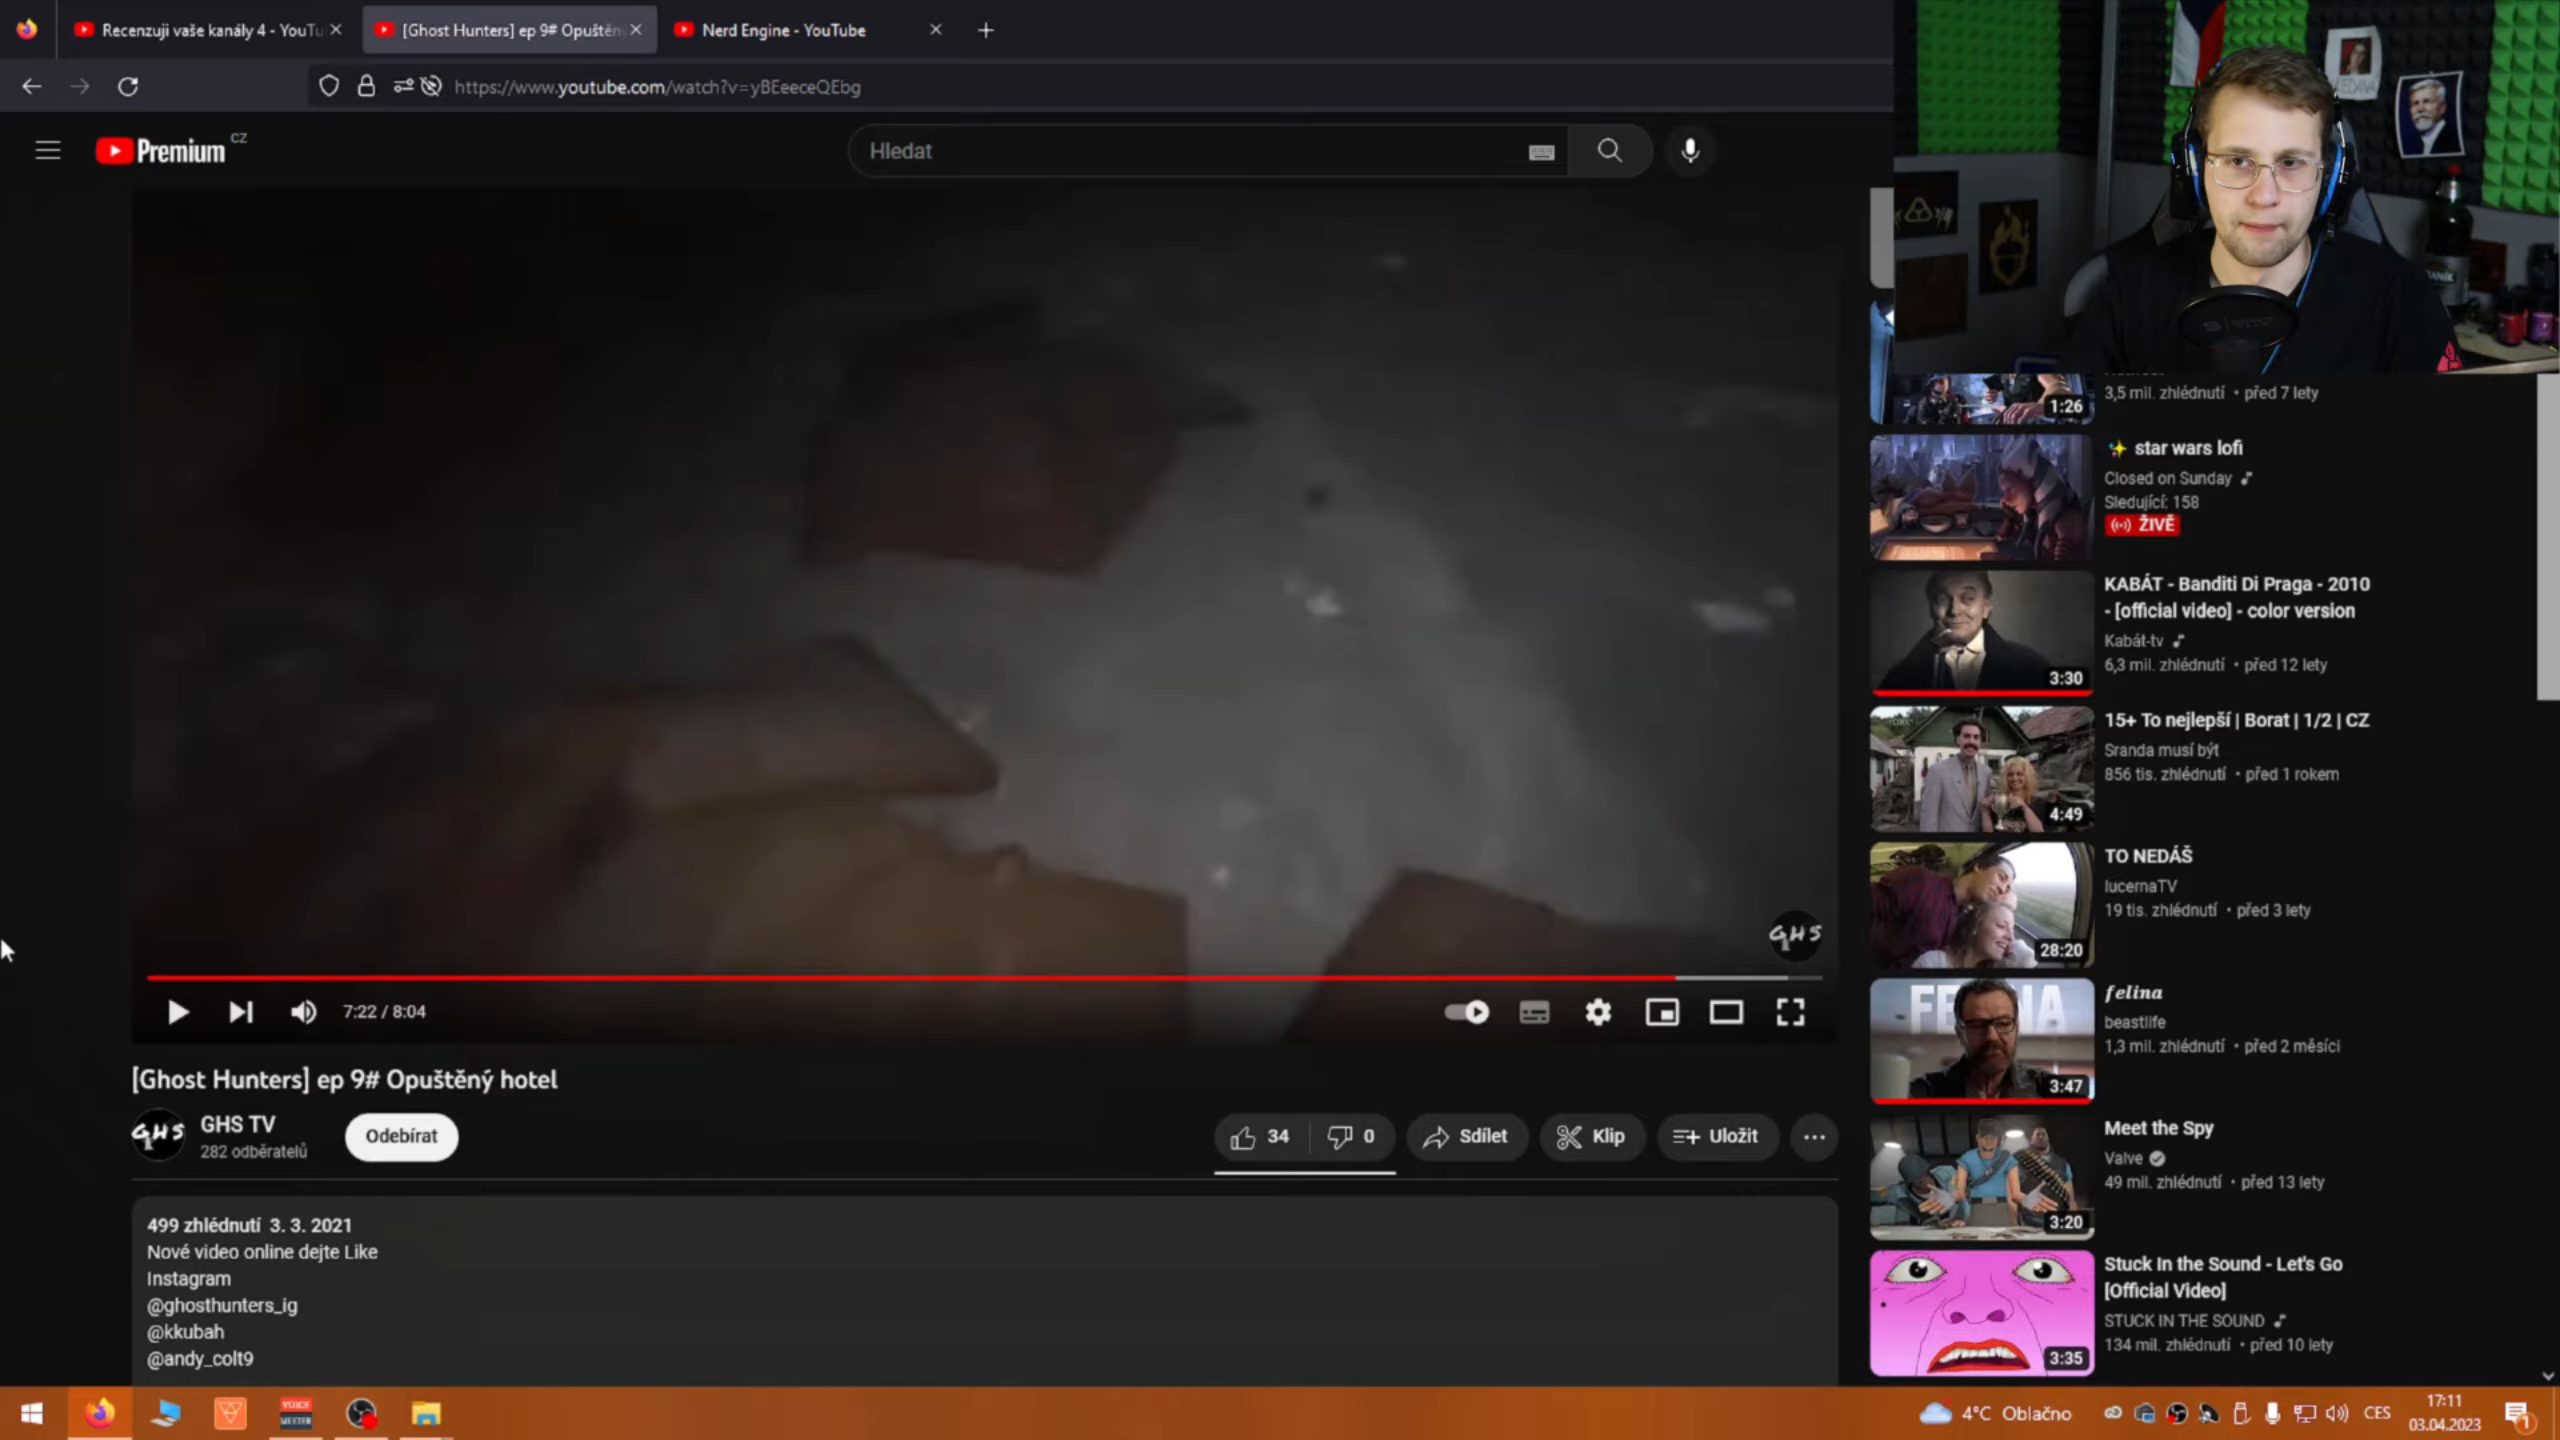 Recenzuji vaše kanály 4 - YouTu
[Ghost Hunters] ep 9# Opuštěn
Nerd Engine - YouTube
https://www.youtube.com/watch?v=yBEeeceQEbg
Premium CZ
Hledat
1:26
3,5 mil. zhlédnutí • před 7 lety
✨ star wars lofi
Closed on Sunday
Sledující: 158
ŽIVĚ
KABÁT - Banditi Di Praga - 2010
- [official video] - color version
Kabát-tv
6,3 mil. zhlédnutí • před 12 lety
3:30
15+ To nejlepší | Borat | 1/2 | CZ
Sranda musí být
856 tis. zhlédnutí • před 1 rokem
4:49
TO NEDÁŠ
lucernaTV
19 tis. zhlédnutí • před 3 lety
28:20
GHS
7:22 / 8:04
felina
beastlife
1,3 mil. zhlédnutí • před 2 měsíci
3:47
[Ghost Hunters] ep 9# Opuštěný hotel
GHS
GHS TV
282 odběratelů
Odebírat
34
0
Sdílet
Klip
Uložit
Meet the Spy
Valve
49 mil. zhlédnutí • před 13 lety
3:20
499 zhlédnutí 3. 3. 2021
Nové video online dejte Like
Instagram
@ghosthunters_ig
@kkubah
@andy_colt9
Stuck In the Sound - Let's Go
[Official Video]
STUCK IN THE SOUND
134 mil. zhlédnutí • před 10 lety
3:35
VOICE
MEETER
4°C Oblačno
CES
17:11
03.04.2023
1